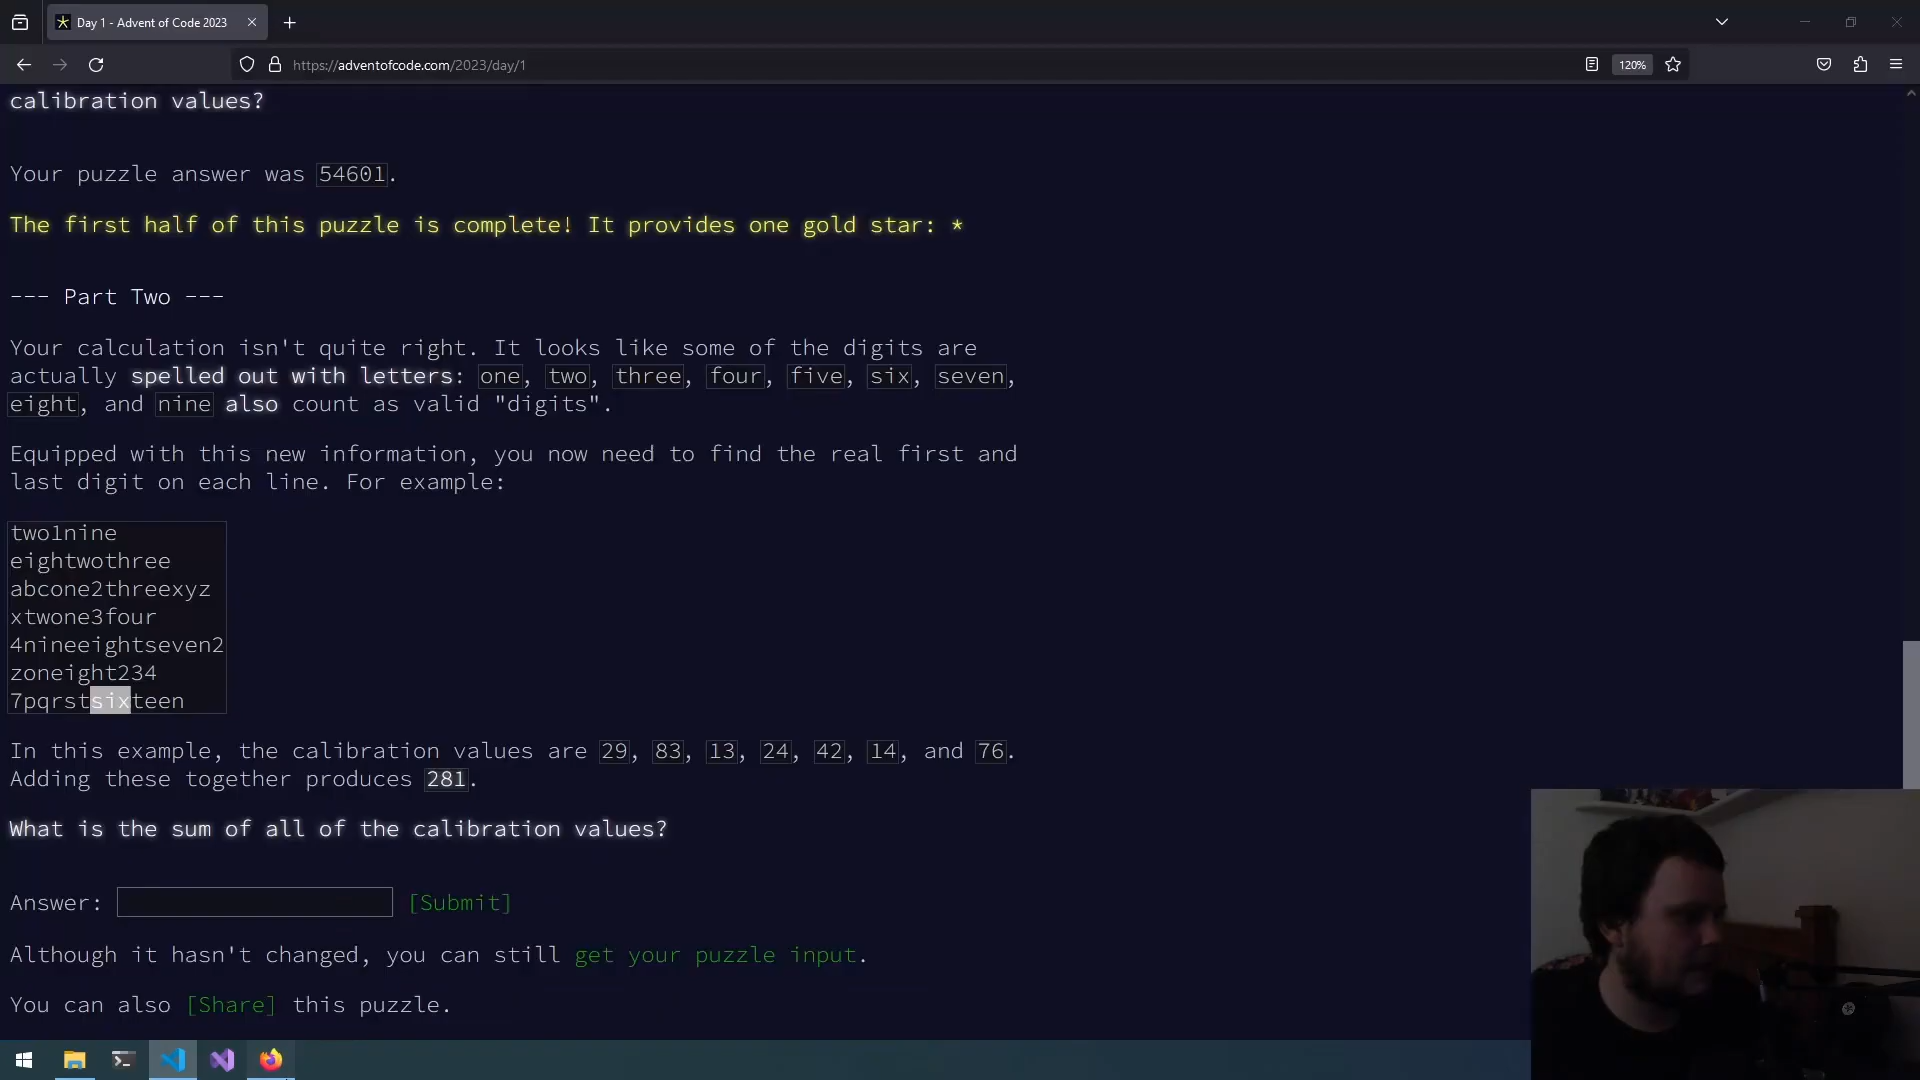 Day 1 - Advent of Code 2023
https://adventofcode.com/2023/day/1
120%
calibration values?
Your puzzle answer was 54601.
The first half of this puzzle is complete! It provides one gold star: *
--- Part Two ---
Your calculation isn't quite right. It looks like some of the digits are
actually spelled out with letters: one, two, three, four, five, six, seven,
eight, and nine also count as valid "digits".
Equipped with this new information, you now need to find the real first and
last digit on each line. For example:
two1nine
eightwothree
abcone2threexyz
xtwone3four
4nineeightseven2
zoneight234
7pqrstsixteen
In this example, the calibration values are 29, 83, 13, 24, 42, 14, and 76.
Adding these together produces 281.
What is the sum of all of the calibration values?
Answer: [Submit]
Although it hasn't changed, you can still get your puzzle input.
You can also [Share] this puzzle.